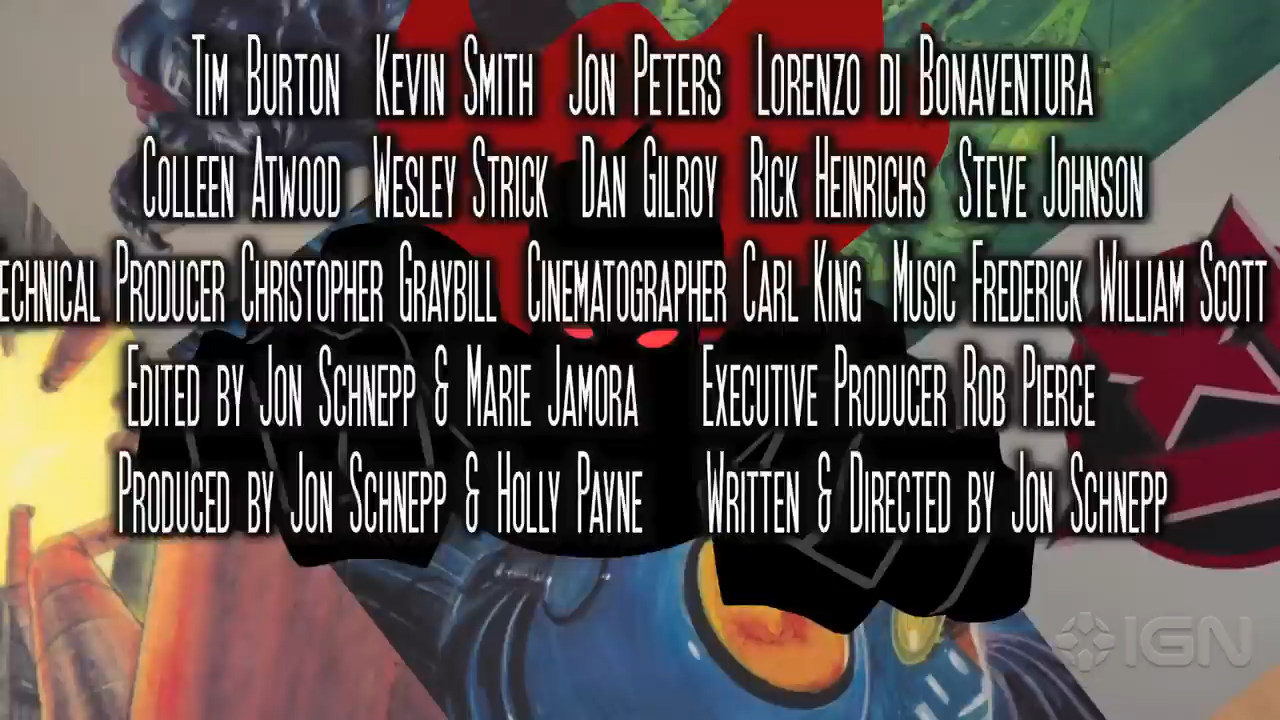 Tim Burton Kevin Smith Jon Peters Lorenzo di Bonaventura
Colleen Atwood Wesley Strick Dan Gilroy Rick Heinrichs Steve Johnson
echnical Producer Christopher Graybill Cinematographer Carl King Music Frederick William Scott
Edited by Jon Schnepp & Marie Jamora Executive Producer Rob Pierce
Produced by Jon Schnepp & Holly Payne Written & Directed by Jon Schnepp
IGN